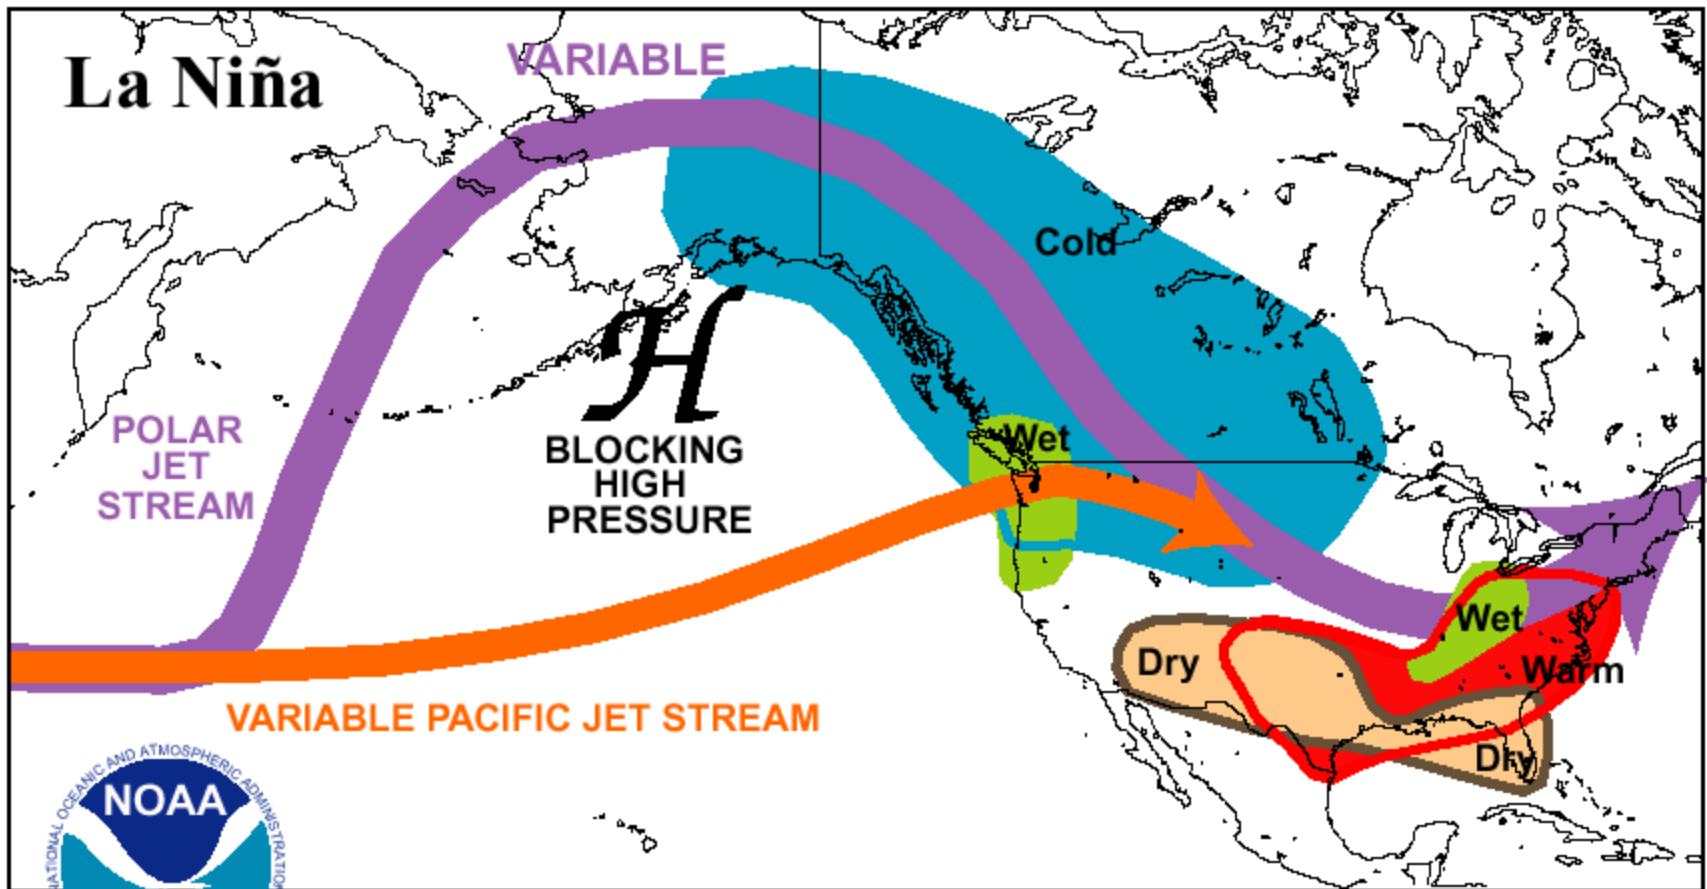 La Niña
VARIABLE
Cold
POLAR
JET
STREAM
H
BLOCKING
HIGH
PRESSURE
Wet
Wet
Dry
Warm
Dry
VARIABLE PACIFIC JET STREAM
NATIONAL OCEANIC AND ATMOSPHERIC ADMINISTRATION
NOAA